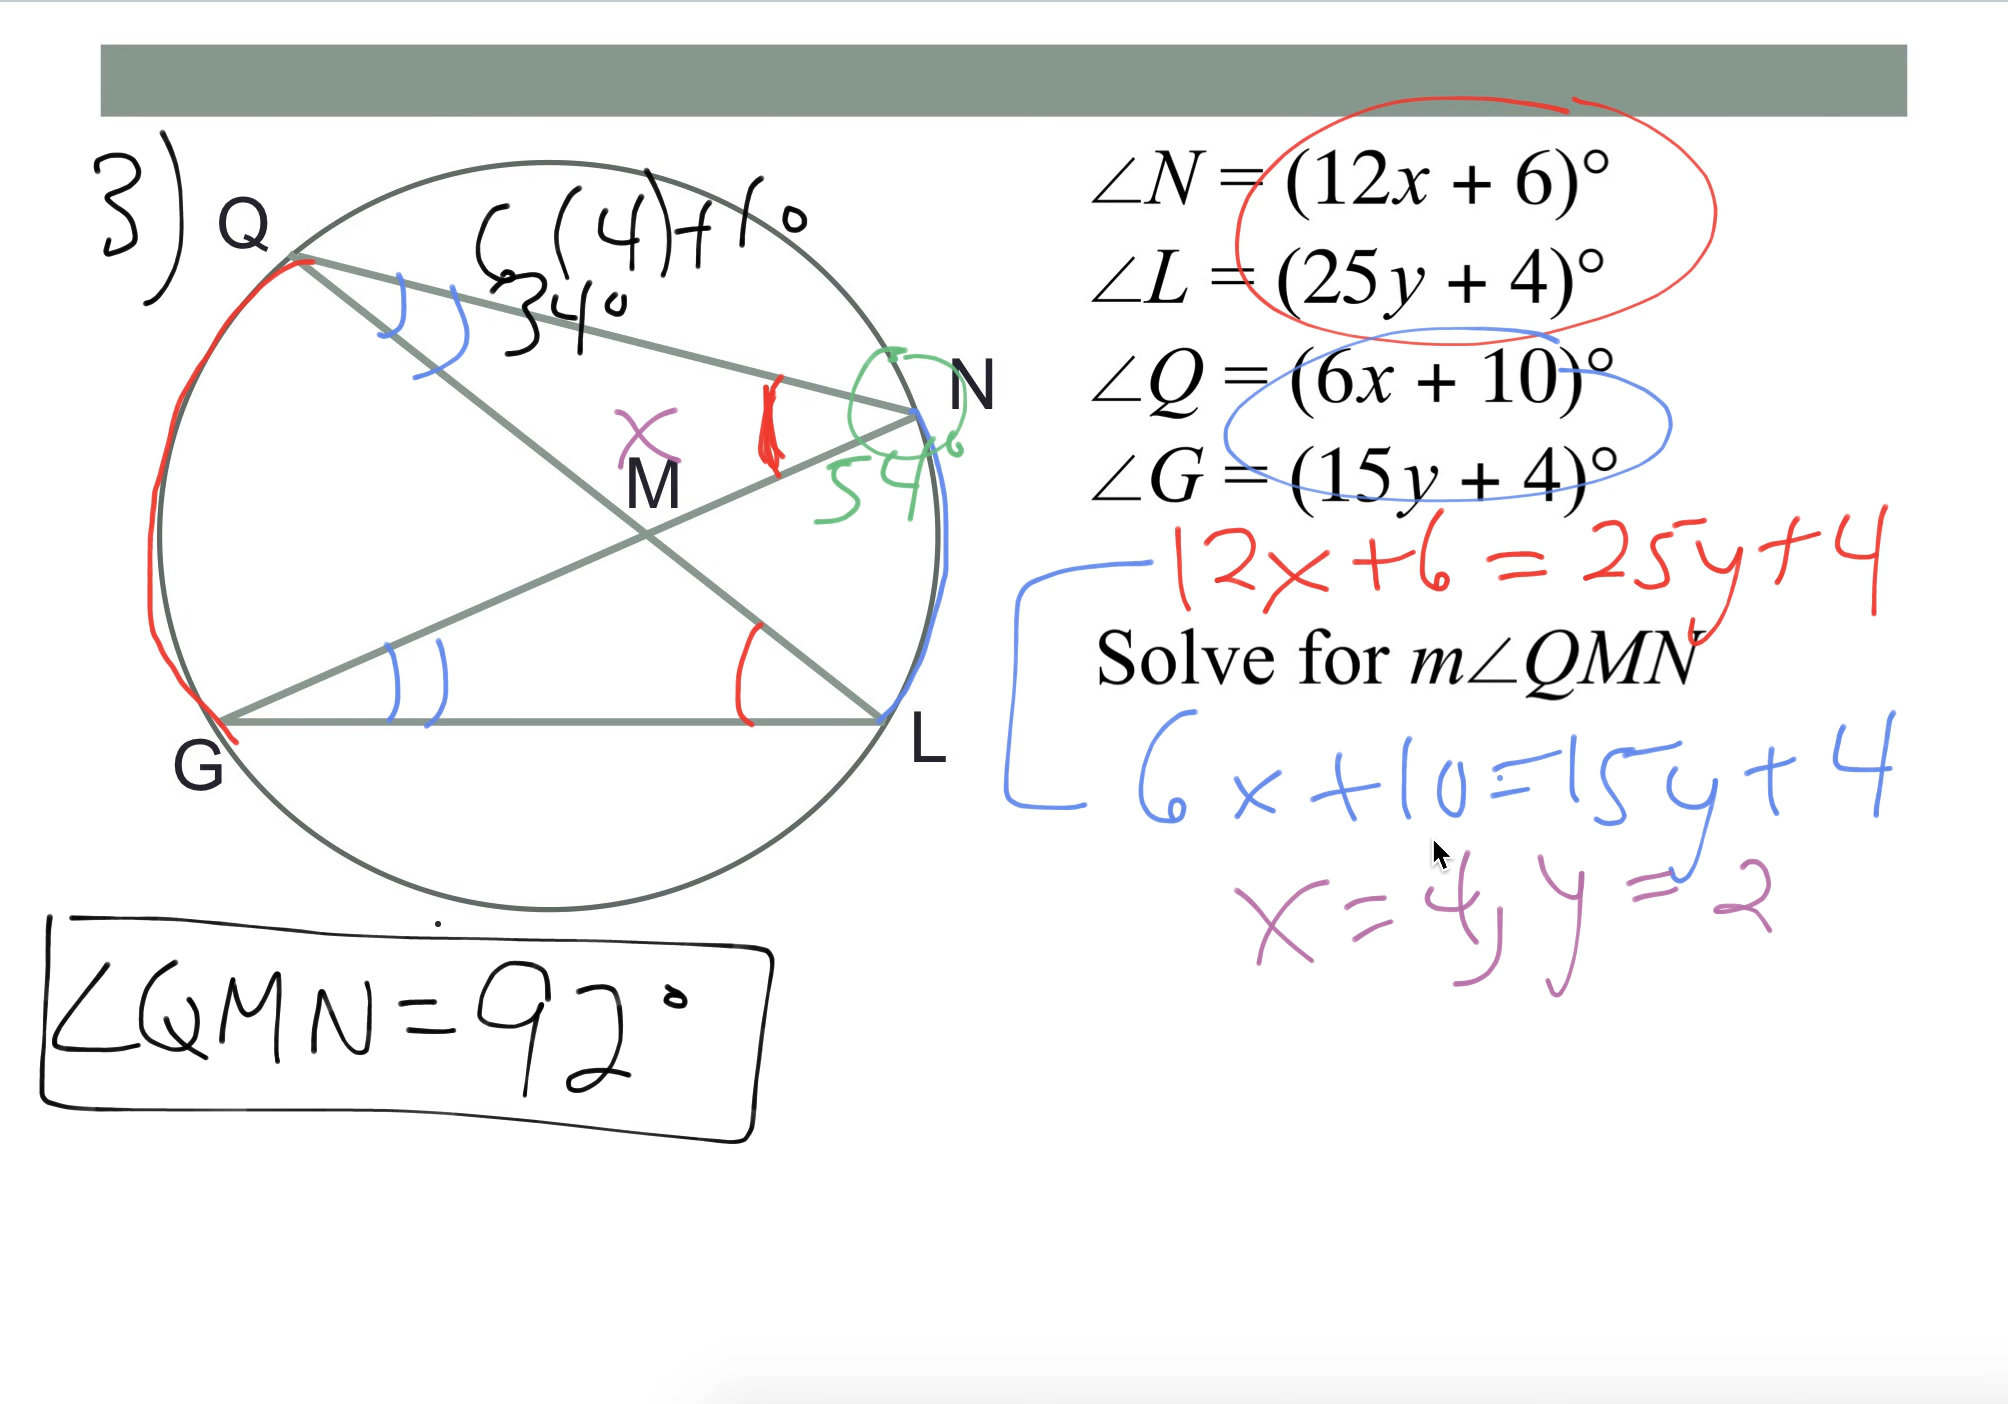 3)
Q
6(4)+10
34°
N
54°
x
M
G
L
∠N = (12x + 6)°
∠L = (25y + 4)°
∠Q = (6x + 10)°
∠G = (15y + 4)°
12x+6=25y+4
Solve for m∠QMN
6x+10=15y+4
x=4, y=2
∠QMN=92°